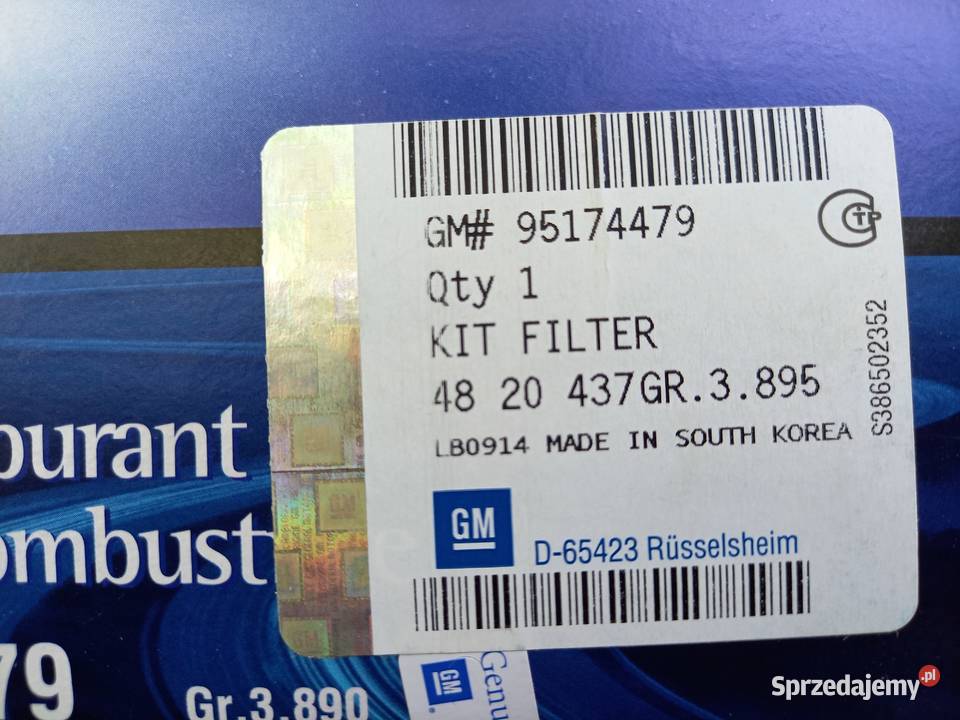 GM# 95174479
Qty 1
KIT FILTER
48 20 437GR.3.895
LB0914 MADE IN SOUTH KOREA
S386502352
GM
D-65423 Rüsselsheim
burant
ombust
79
Gr.3.890
GM
Genu
Sprzedajemy.pl